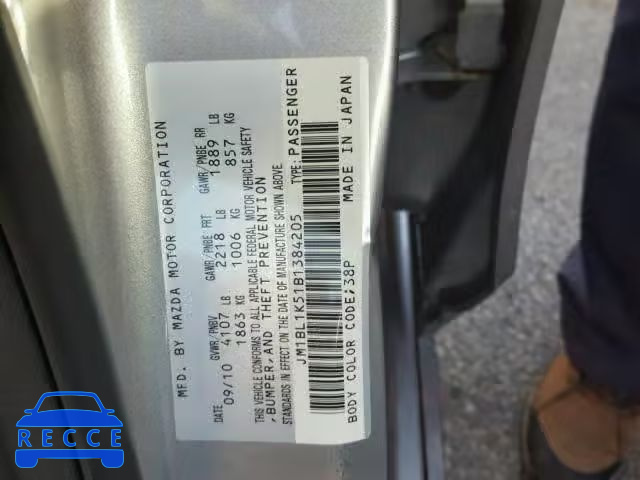 MFD. BY MAZDA MOTOR CORPORATION
DATE GVWR/PNBV GAWR/PNBE FRT GAWR/PNBE RR
09/10 4107 LB 2218 LB 1889 LB
1863 KG 1006 KG 857 KG
THIS VEHICLE CONFORMS TO ALL APPLICABLE FEDERAL MOTOR VEHICLE SAFETY
,BUMPER,AND THEFT PREVENTION
STANDARDS IN EFFECT ON THE DATE OF MANUFACTURE SHOWN ABOVE.
JM1BL1K51B1384205 TYPE: PASSENGER
BODY COLOR CODE;38P MADE IN JAPAN
RECCE